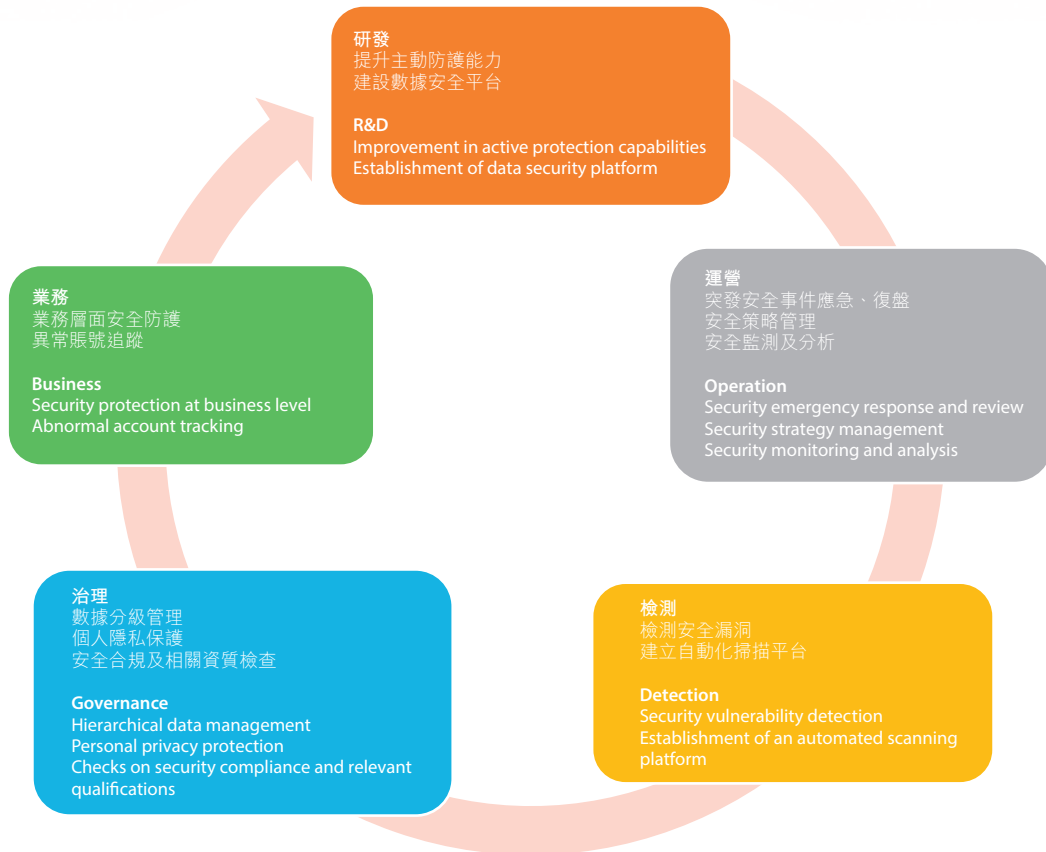 研發
提升主動防護能力
建設數據安全平台
R&D
Improvement in active protection capabilities
Establishment of data security platform
運營
突發安全事件應急、復盤
安全策略管理
安全監測及分析
Operation
Security emergency response and review
Security strategy management
Security monitoring and analysis
檢測
檢測安全漏洞
建立自動化掃描平台
Detection
Security vulnerability detection
Establishment of an automated scanning
platform
治理
數據分級管理
個人隱私保護
安全合規及相關資質檢查
Governance
Hierarchical data management
Personal privacy protection
Checks on security compliance and relevant
qualifications
業務
業務層面安全防護
異常賬號追蹤
Business
Security protection at business level
Abnormal account tracking